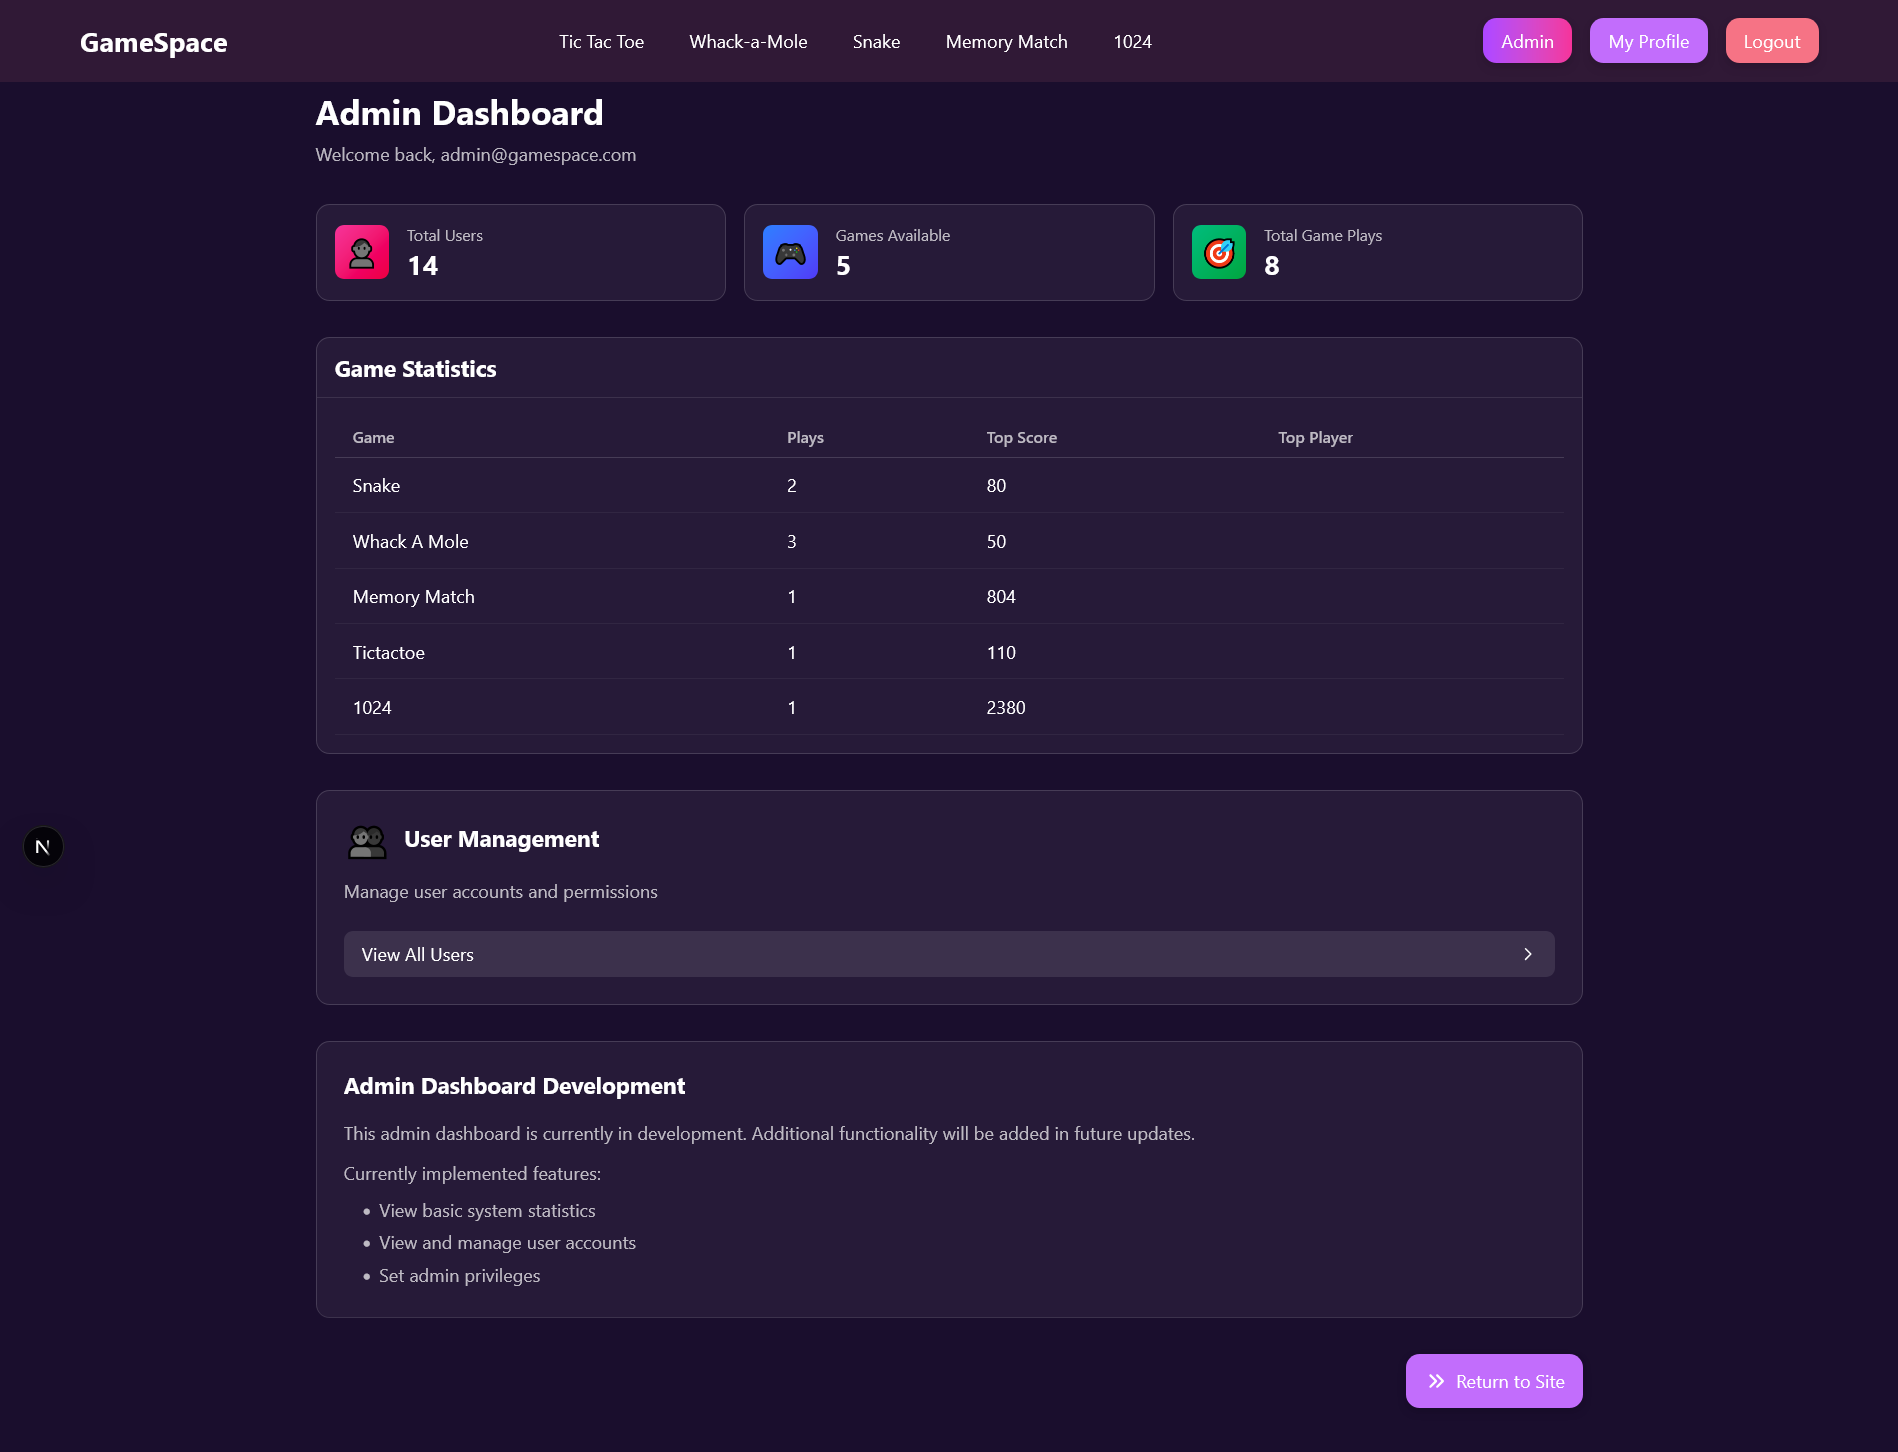 GameSpace
Tic Tac Toe
Whack-a-Mole
Snake
Memory Match
1024
Admin
My Profile
Logout
Admin Dashboard
Welcome back, admin@gamespace.com
Total Users
14
Games Available
5
Total Game Plays
8
Game Statistics
Game Plays Top Score Top Player
Snake 2 80
Whack A Mole 3 50
Memory Match 1 804
Tictactoe 1 110
1024 1 2380
N
User Management
Manage user accounts and permissions
View All Users
Admin Dashboard Development
This admin dashboard is currently in development. Additional functionality will be added in future updates.
Currently implemented features:
• View basic system statistics
• View and manage user accounts
• Set admin privileges
Return to Site